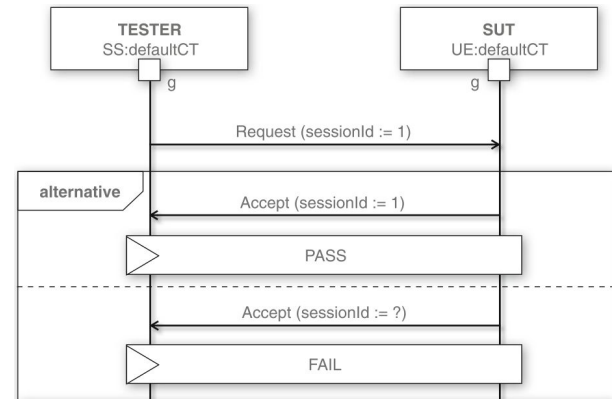 TESTER
SS:defaultCT
SUT
UE:defaultCT
g
g
Request (sessionId := 1)
alternative
Accept (sessionId := 1)
PASS
Accept (sessionId := ?)
FAIL